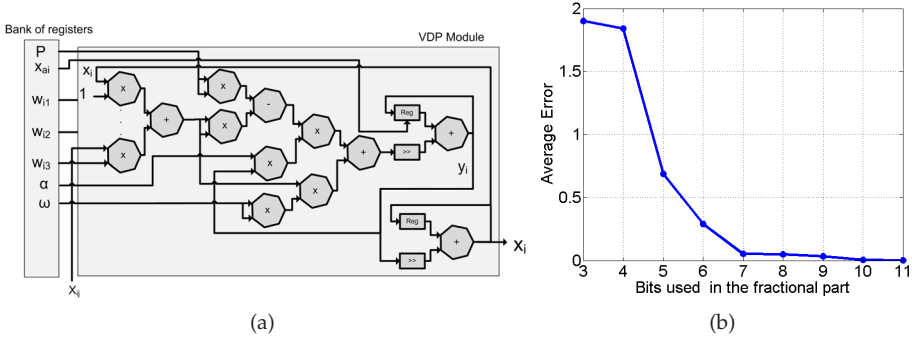 Bank of registers
VDP Module
P
x_ai
w_i1
w_i2
w_i3
α
ω
x_ij
x_i
1
.
.
x
x
+
x
x
-
x
x
x
x
+
Reg
>>
+
y_i
Reg
>>
+
x_i
(a)
2
1.5
1
0.5
0
Average Error
3 4 5 6 7 8 9 10 11
Bits used in the fractional part
(b)